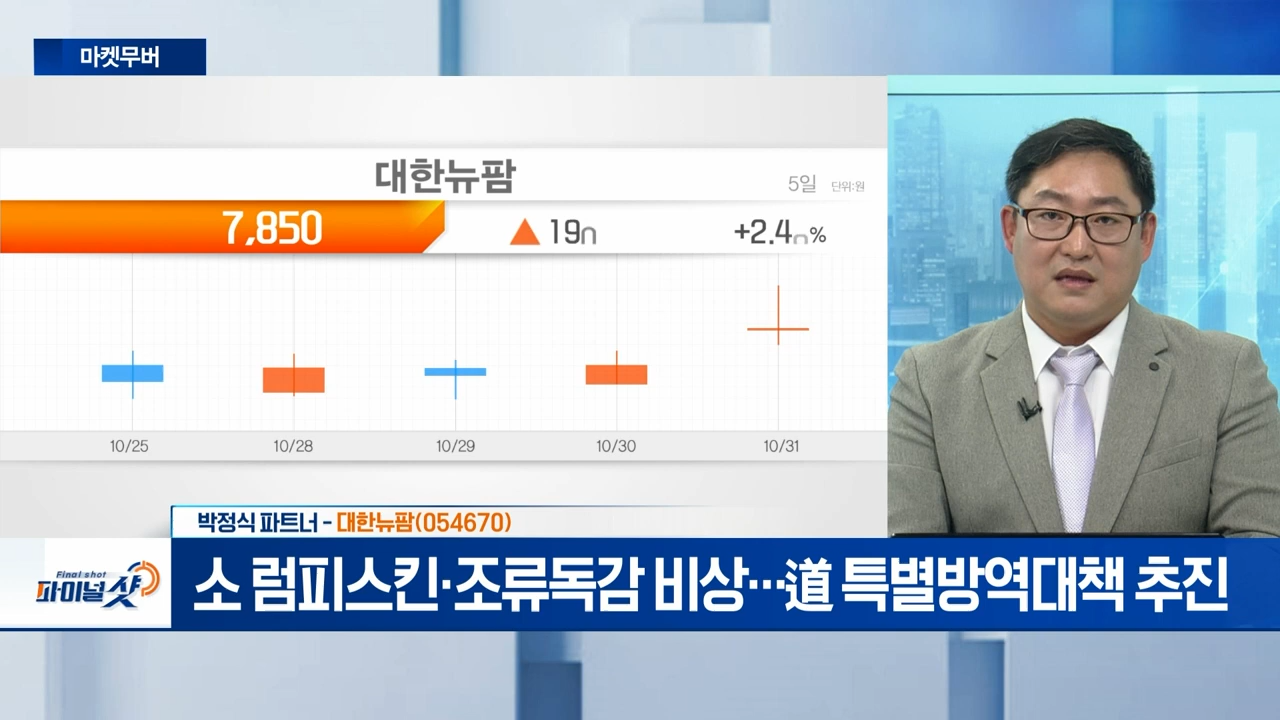 마켓무버
대한뉴팜
5일 단위:원
7,850 ▲ +2.4 %
10/25 10/28 10/29 10/30 10/31
박정식 파트너 - 대한뉴팜(054670)
Final shot
파이널샷
소 럼피스킨·조류독감 비상…道 특별방역대책 추진